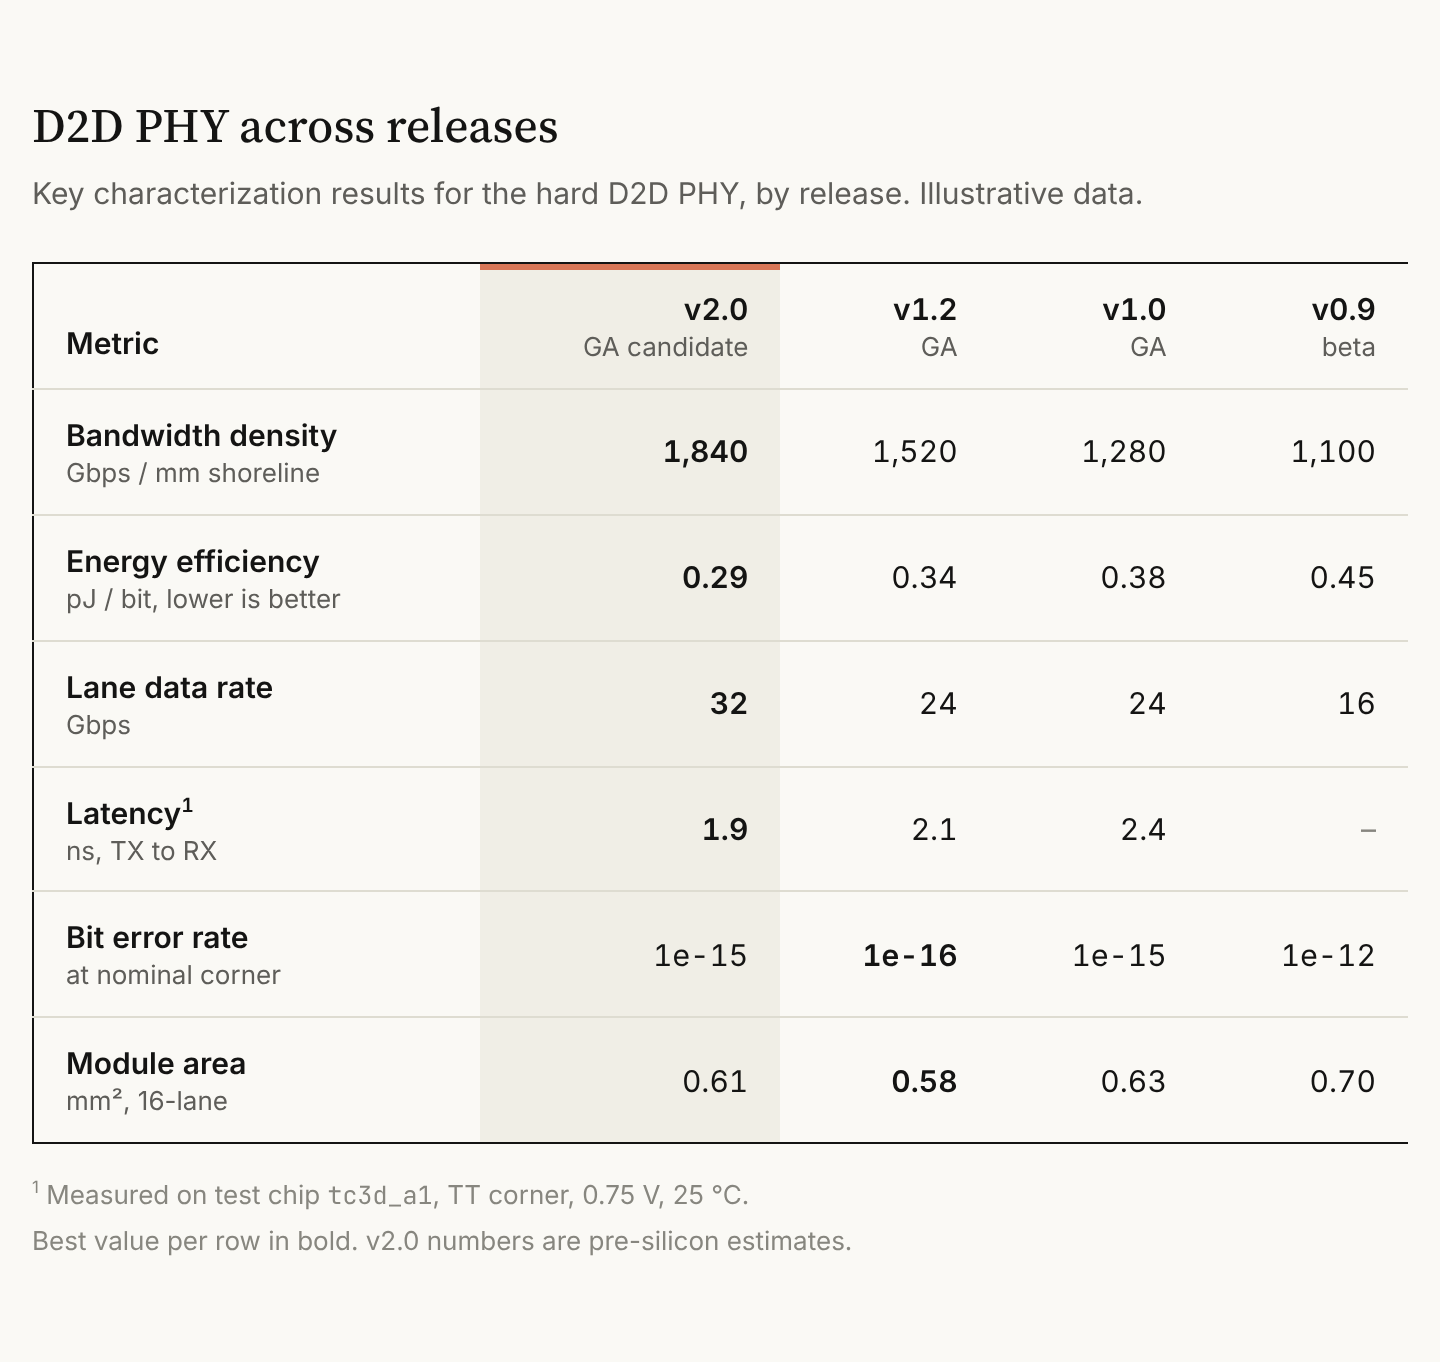 D2D PHY across releases
Key characterization results for the hard D2D PHY, by release. Illustrative data.
Metric v2.0 GA candidate v1.2 GA v1.0 GA v0.9 beta
Bandwidth density 1,840 1,520 1,280 1,100
Gbps / mm shoreline
Energy efficiency 0.29 0.34 0.38 0.45
pJ / bit, lower is better
Lane data rate 32 24 24 16
Gbps
Latency¹ 1.9 2.1 2.4 –
ns, TX to RX
Bit error rate 1e-15 1e-16 1e-15 1e-12
at nominal corner
Module area 0.61 0.58 0.63 0.70
mm², 16-lane
¹ Measured on test chip tc3d_a1, TT corner, 0.75 V, 25 °C.
Best value per row in bold. v2.0 numbers are pre-silicon estimates.